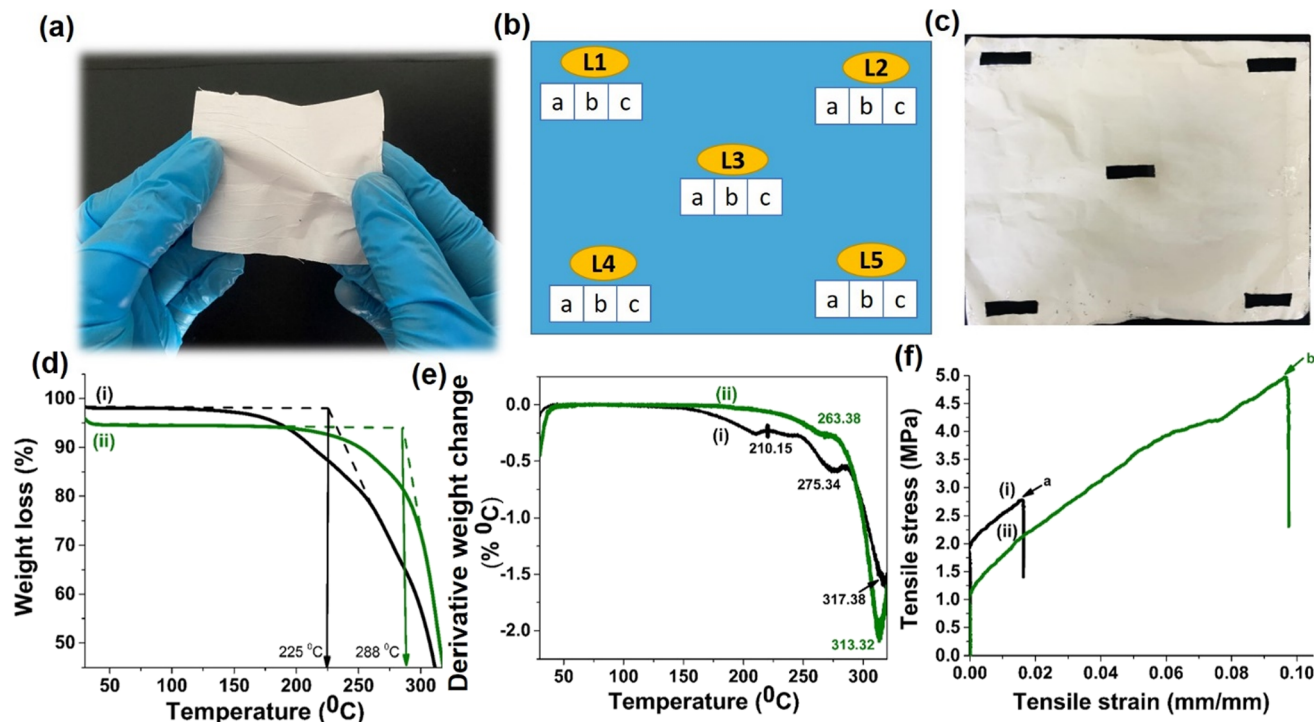 (a)
(b)
(c)
L1
a b c
L2
a b c
L3
a b c
L4
a b c
L5
a b c
(d)
(i)
(ii)
100
95
90
85
80
75
70
65
60
55
50
Weight loss (%)
225 ⁰C
288 ⁰C
50 100 150 200 250 300
Temperature (⁰C)
(e)
(ii)
(i)
263.38
210.15
275.34
317.38
313.32
0.0
-0.5
-1.0
-1.5
-2.0
Derivative weight change
(% ⁰C)
50 100 150 200 250 300
Temperature (⁰C)
(f)
b
(i)
a
(ii)
5.0
4.5
4.0
3.5
3.0
2.5
2.0
1.5
1.0
0.5
0.0
Tensile stress (MPa)
0.00 0.02 0.04 0.06 0.08 0.10
Tensile strain (mm/mm)